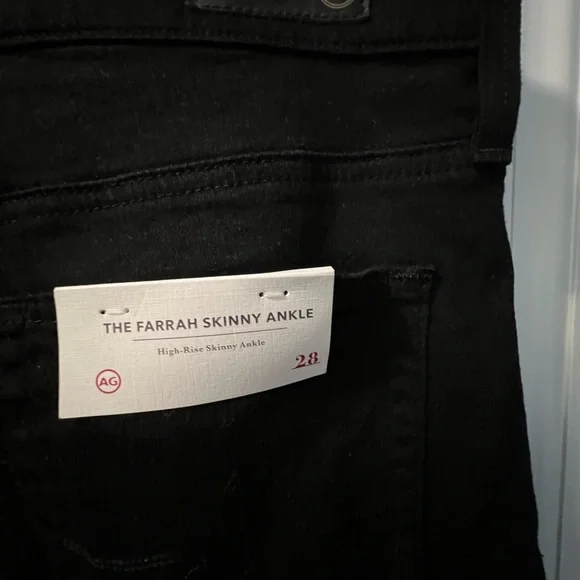 THE FARRAH SKINNY ANKLE
High-Rise Skinny Ankle
28
AG